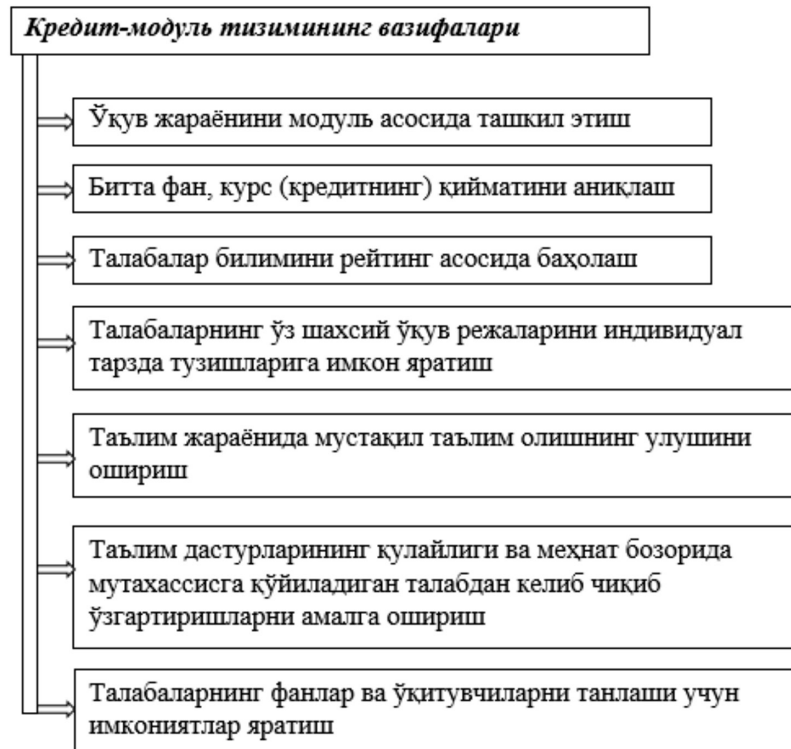 Кредит-модуль тизимининг вазифалари
Ўқув жараёнини модуль асосида ташкил этиш
Битта фан, курс (кредитнинг) қийматини аниқлаш
Талабалар билимини рейтинг асосида баҳолаш
Талабаларнинг ўз шахсий ўқув режаларини индивидуал
тарзда тузишларига имкон яратиш
Таълим жараёнида мустақил таълим олишнинг улушини
ошириш
Таълим дастурларининг қулайлиги ва меҳнат бозорида
мутахассисга қўйиладиган талабдан келиб чиқиб
ўзгартиришларни амалга ошириш
Талабаларнинг фанлар ва ўқитувчиларни танлаши учун
имкониятлар яратиш